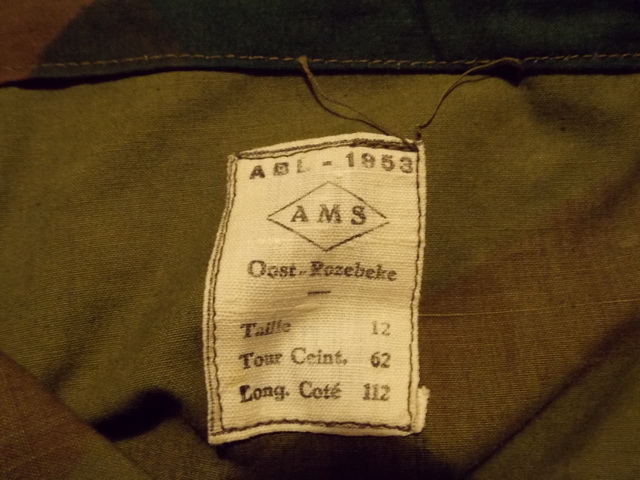 ABL - 1953
AMS
Oost-Rozebeke
Taille 12
Tour Ceint. 62
Long. Coté 112